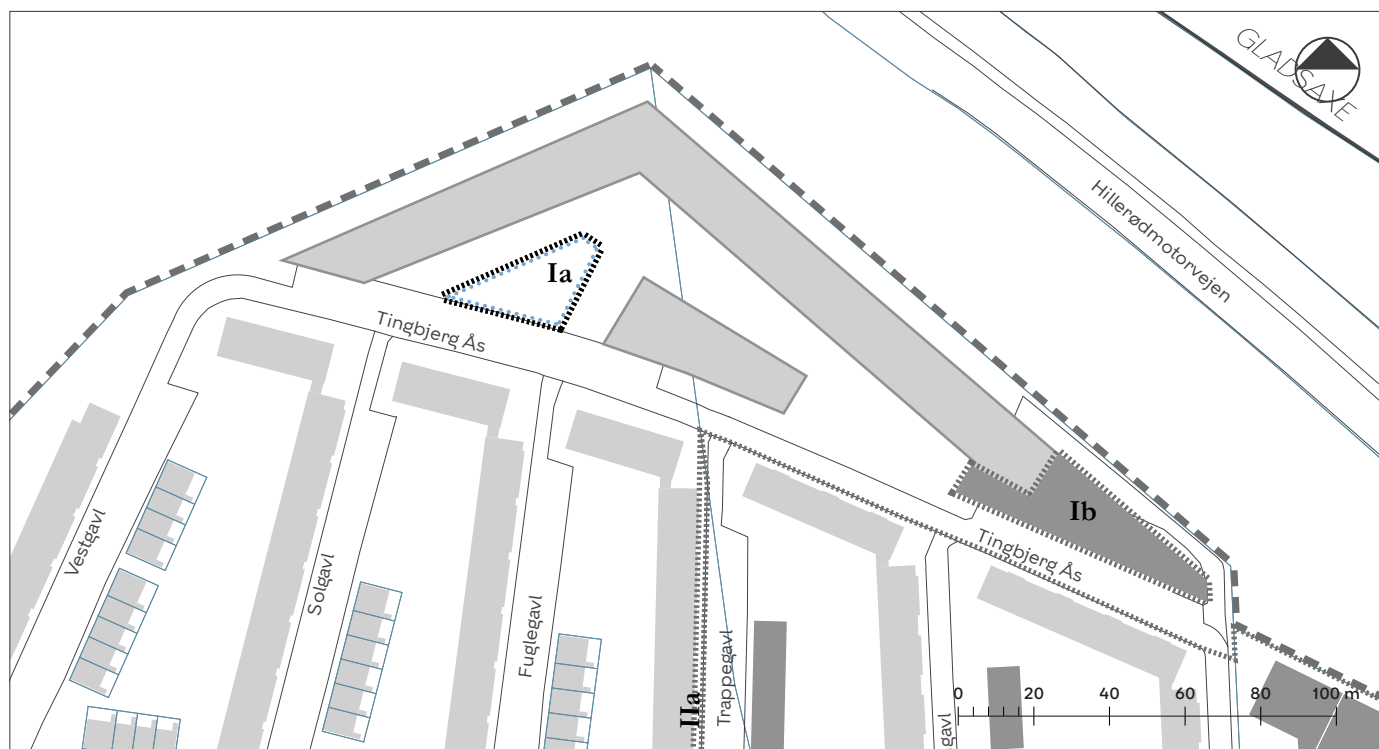 GLADSAXE
Hillerødmotorvejen
Ia
Tingbjerg Ås
Ib
Tingbjerg Ås
Vestgavl
Solgavl
Fuglegavl
Trappegavl
IIa
gavl
0 20 40 60 80 100 m